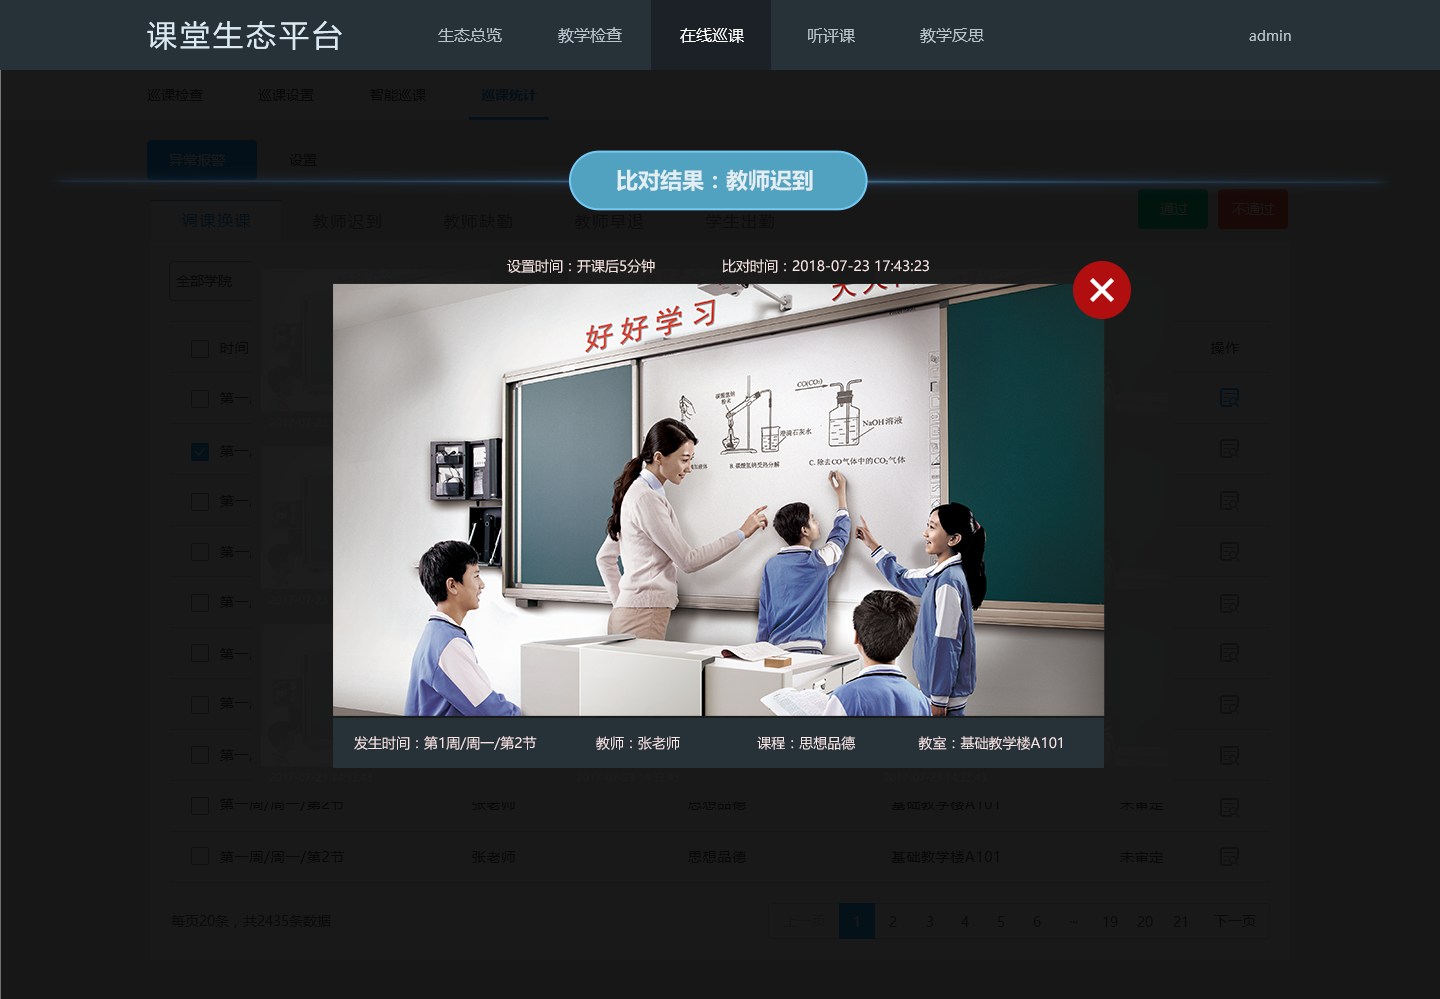 课堂生态平台 生态总览 教学检查 在线巡课 听评课 教学反思 admin
巡课检查 巡课设置 智能巡课 巡课统计
异常报警 设置
比对结果：教师迟到
通过 不通过
调课换课 教师迟到 教师缺勤 教师早退 学生出勤
设置时间：开课后5分钟 比对时间：2018-07-23 17:43:23
全部学院
好好学习
CO(CO₂)
NaOH溶液
澄清石灰水
B.碳酸氢钠受热分解
C.除去CO气体中的CO₂气体
时间 操作
第一
第一
第一
第一
第一
第一
第一
第一
发生时间：第1周/周一/第2节 教师：张老师 课程：思想品德 教室：基础教学楼A101
第一周/周一/第2节 张老师 思想品德 基础教学楼A101 未审定
第一周/周一/第2节 张老师 思想品德 基础教学楼A101 未审定
每页20条，共2435条数据 上一页 1 2 3 4 5 6 -- 19 20 21 下一页